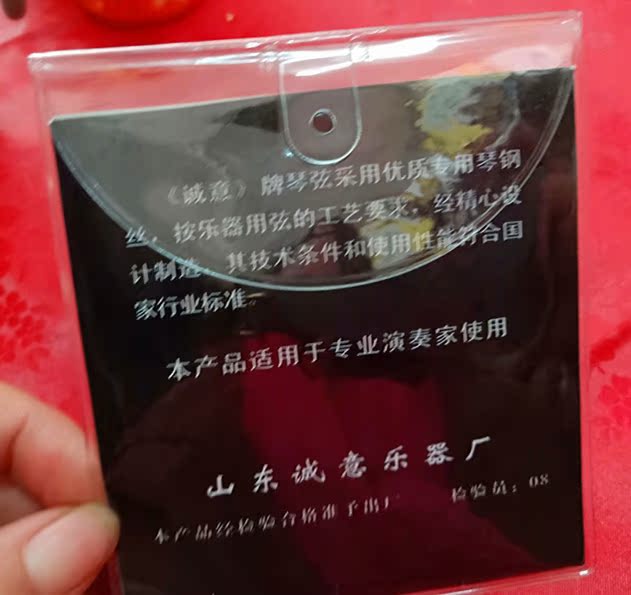 《诚意》牌琴弦采用优质专用琴钢
丝，按乐器用弦的工艺要求，经精心设
计制造，其技术条件和使用性能符合国
家行业标准。
本产品适用于专业演奏家使用
山东诚意乐器厂
本产品经检验合格准予出厂 检验员：08